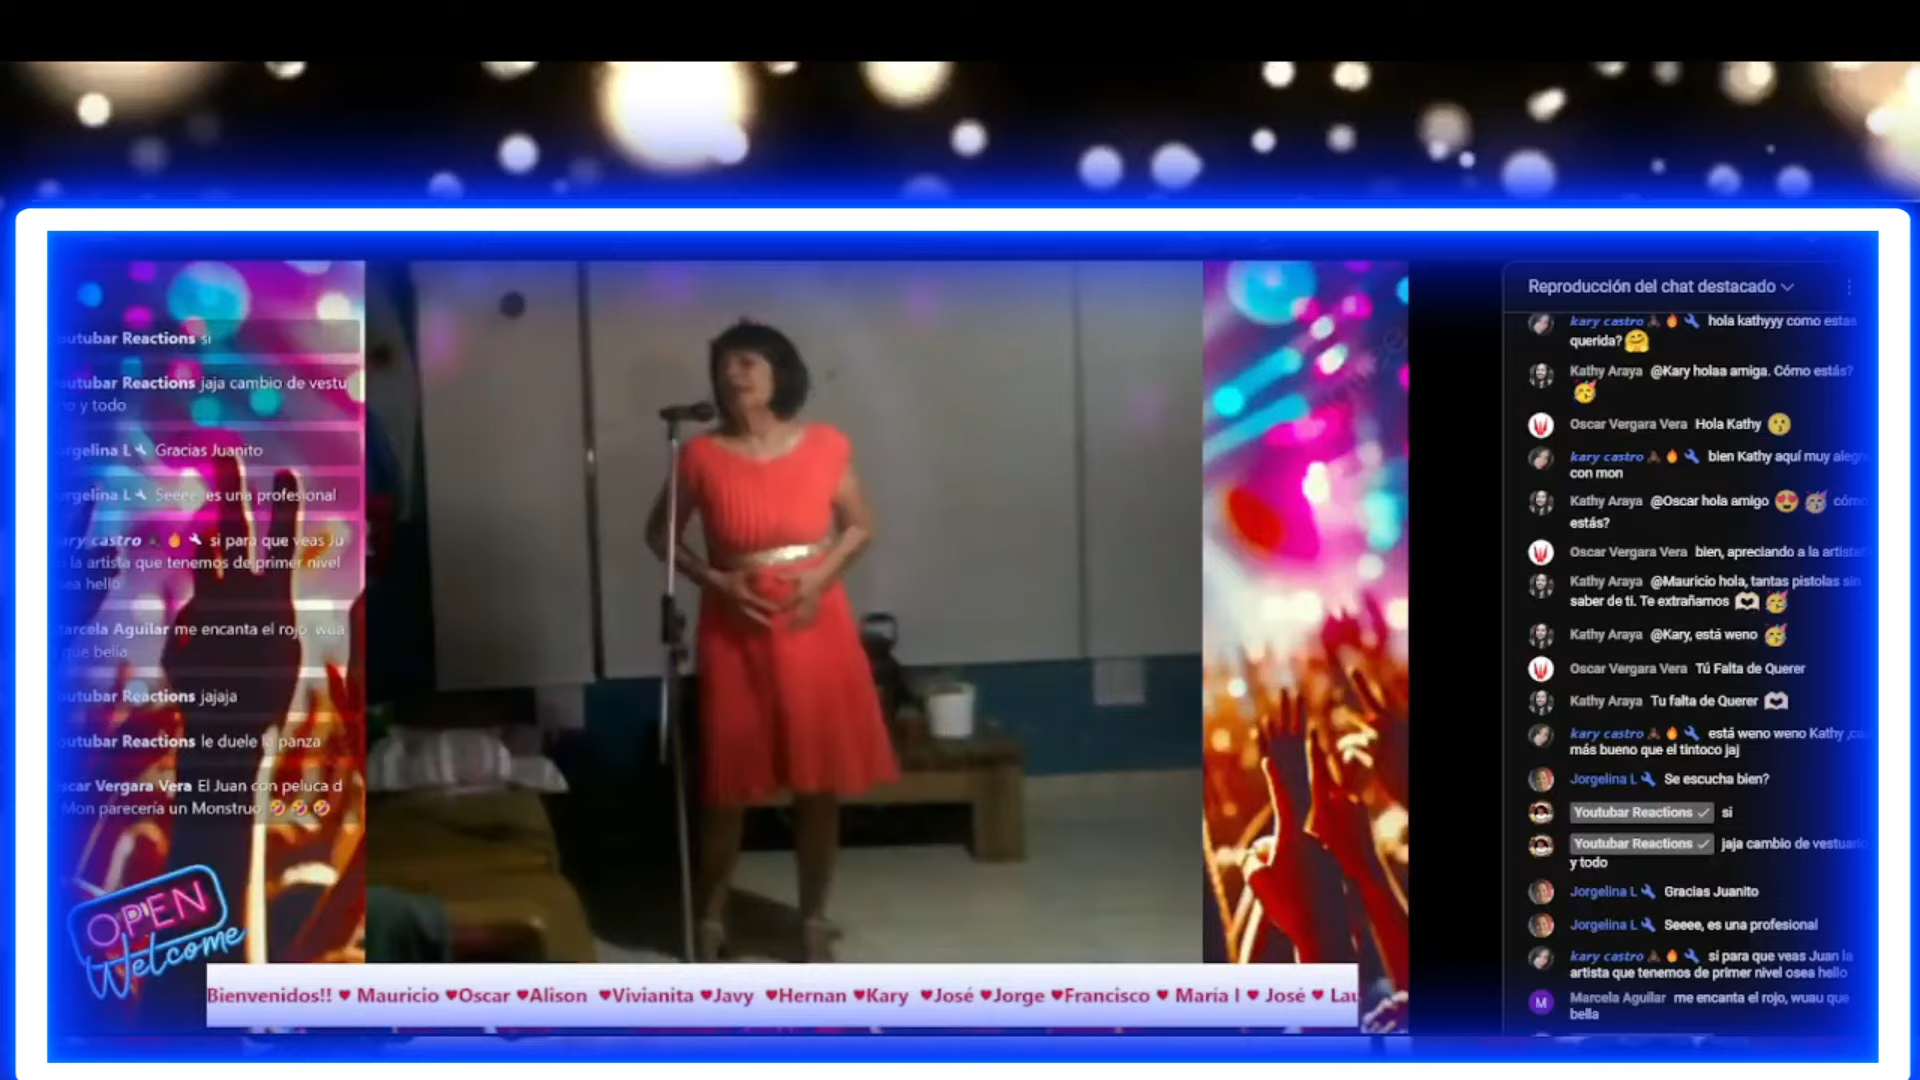 utubar Reactions si
utubar Reactions jaja cambio de vestu
io y todo
rgelina L Gracias Juanito
rgelina L Seeee, es una profesional
ary castro si para que veas Ju
la artista que tenemos de primer nivel
sea hello
arcela Aguilar me encanta el rojo, wua
que bella
utubar Reactions jajaja
utubar Reactions le duele la panza
scar Vergara Vera El Juan con peluca d
Mon parecería un Monstruo
OPEN
Welcome
Bienvenidos!! ♥ Mauricio ♥Oscar ♥Alison ♥Vivianita ♥Javy ♥Hernan ♥Kary ♥José ♥Jorge ♥Francisco ♥ María I ♥ José ♥ Lau
Reproducción del chat destacado
kary castro hola kathyyy como estas
querida? 🤗
Kathy Araya @Kary holaa amiga. Cómo estás?
🥳
Oscar Vergara Vera Hola Kathy 😗
kary castro bien Kathy aquí muy alegr
con mon
Kathy Araya @Oscar hola amigo 😍 🥳 cómo
estás?
Oscar Vergara Vera bien, apreciando a la artista
Kathy Araya @Mauricio hola, tantas pistolas sin
saber de ti. Te extrañamos 🫶🏻 🥳
Kathy Araya @Kary, está weno 🥳
Oscar Vergara Vera Tú Falta de Querer
Kathy Araya Tu falta de Querer 🫶🏻
kary castro está weno weno Kathy ,ca
más bueno que el tintoco jaj
Jorgelina L Se escucha bien?
Youtubar Reactions ✓ si
Youtubar Reactions ✓ jaja cambio de vestuario
y todo
Jorgelina L Gracias Juanito
Jorgelina L Seeee, es una profesional
kary castro si para que veas Juan la
artista que tenemos de primer nivel osea hello
M Marcela Aguilar me encanta el rojo, wuau que
bella